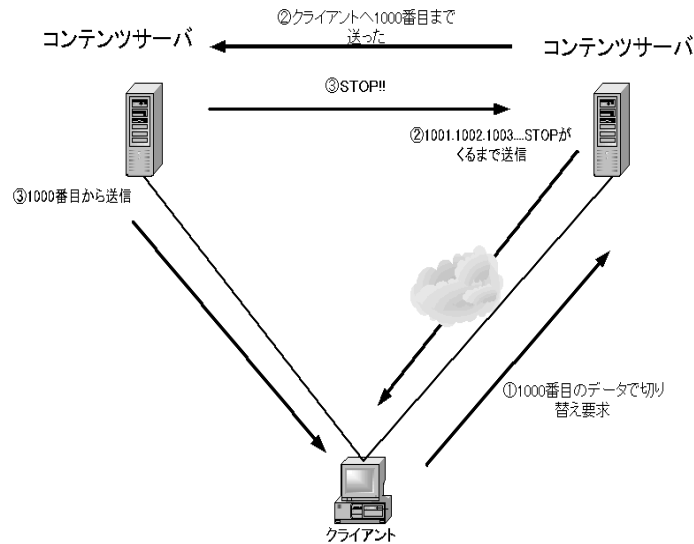 ②クライアントへ1000番目まで
送った
コンテンツサーバ
コンテンツサーバ
③STOP!!
②1001.1002.1003....STOPが
くるまで送信
③1000番目から送信
①1000番目のデータで切り
替え要求
クライアント